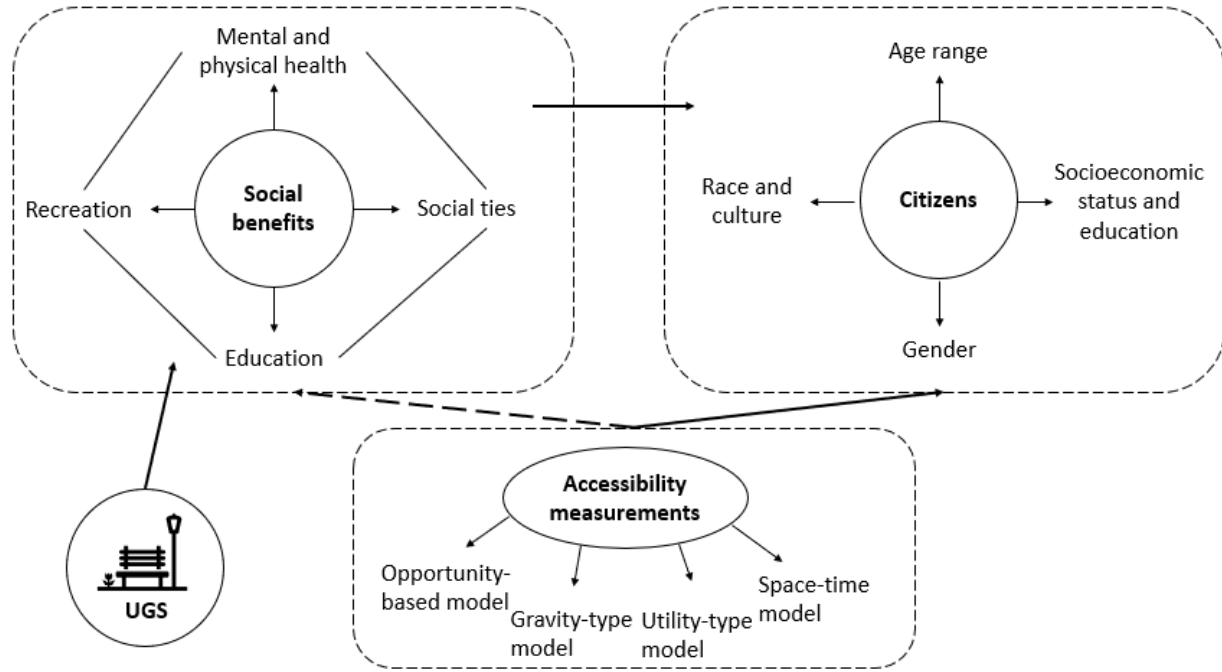 Mental and
physical health
Recreation
Social
benefits
Social ties
Education
Age range
Race and
culture
Citizens
Socioeconomic
status and
education
Gender
UGS
Accessibility
measurements
Opportunity-
based model
Gravity-type
model
Utility-type
model
Space-time
model